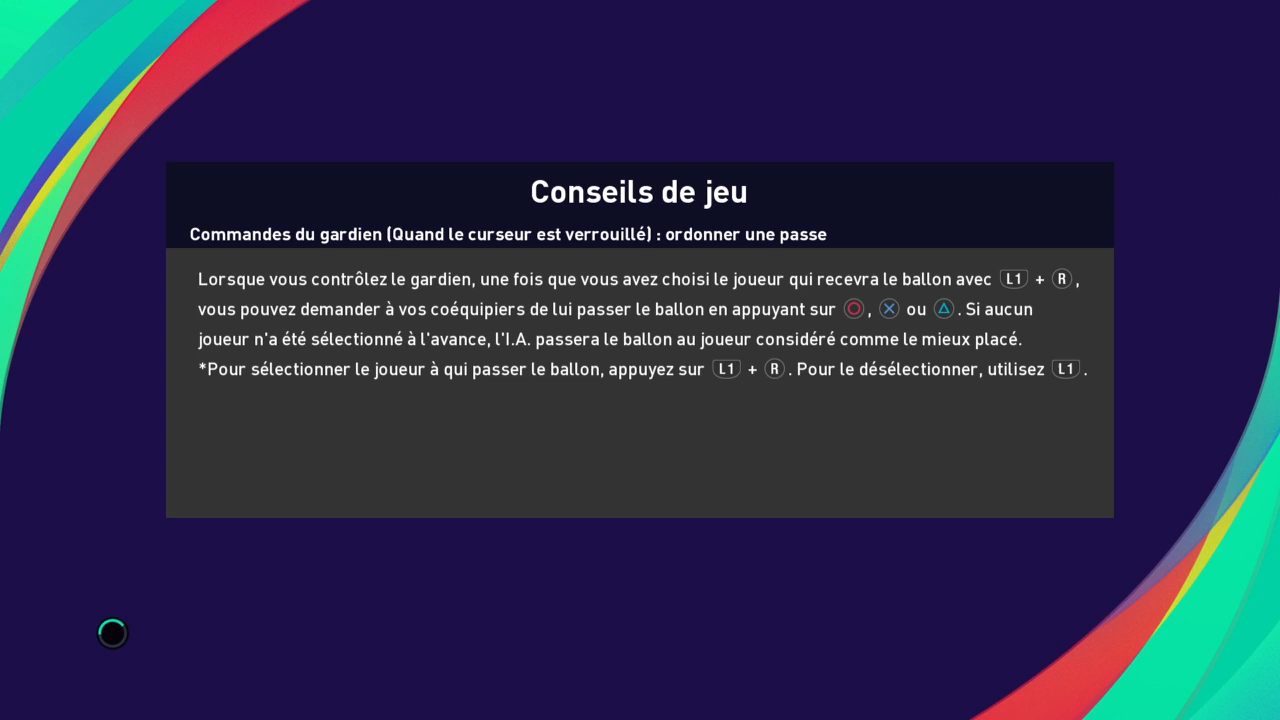 Conseils de jeu
Commandes du gardien (Quand le curseur est verrouillé) : ordonner une passe
Lorsque vous contrôlez le gardien, une fois que vous avez choisi le joueur qui recevra le ballon avec L1 + R ,
vous pouvez demander à vos coéquipiers de lui passer le ballon en appuyant sur ○ , ✕ ou △ . Si aucun
joueur n'a été sélectionné à l'avance, l'I.A. passera le ballon au joueur considéré comme le mieux placé.
*Pour sélectionner le joueur à qui passer le ballon, appuyez sur L1 + R . Pour le désélectionner, utilisez L1 .